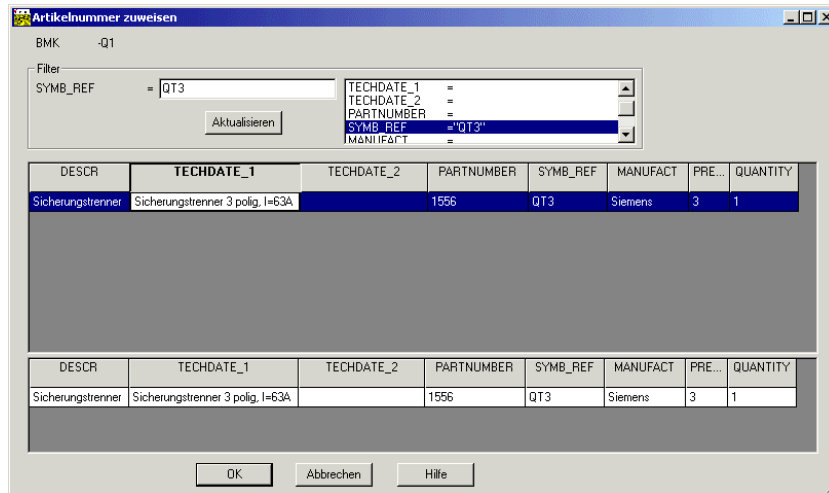 Artikelnummer zuweisen
BMK -Q1
Filter
SYMB_REF = QT3
Aktualisieren
TECHDATE_1 =
TECHDATE_2 =
PARTNUMBER =
SYMB_REF ="QT3"
MANUFACT =
DESCR TECHDATE_1 TECHDATE_2 PARTNUMBER SYMB_REF MANUFACT PRE... QUANTITY
Sicherungstrenner Sicherungstrenner 3 polig, I=63A 1556 QT3 Siemens 3 1
DESCR TECHDATE_1 TECHDATE_2 PARTNUMBER SYMB_REF MANUFACT PRE... QUANTITY
Sicherungstrenner Sicherungstrenner 3 polig, I=63A 1556 QT3 Siemens 3 1
OK Abbrechen Hilfe